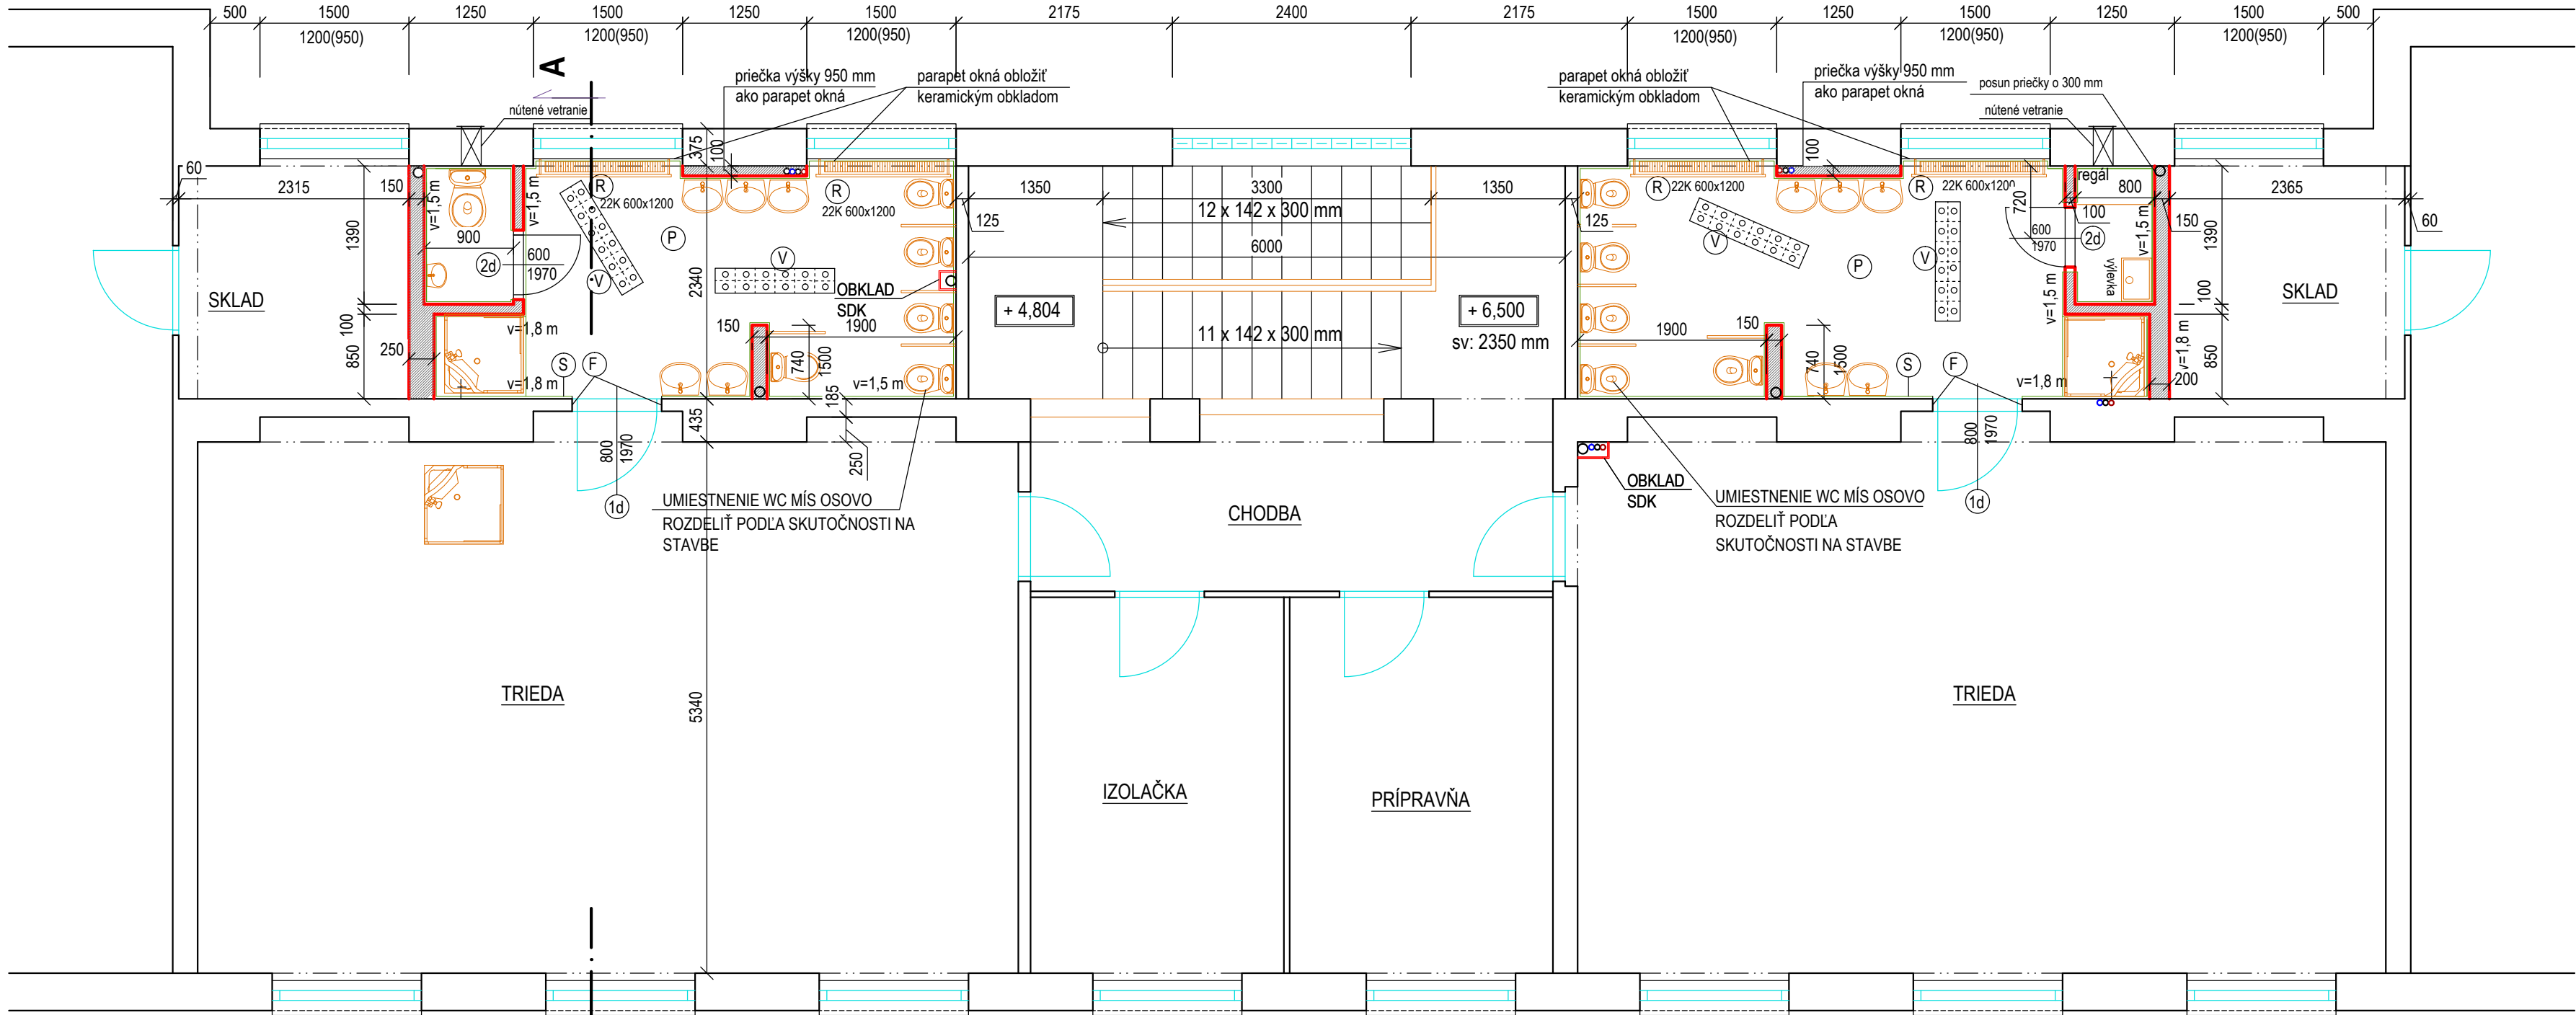 500 1500 1250 1500 1250 1500 2175 2400 2175 1500 1250 1500 1250 1500 500
1200(950) 1200(950) 1200(950) 1200(950) 1200(950) 1200(950)
A
priečka výšky 950 mm
ako parapet okná
parapet okná obložiť
keramickým obkladom
parapet okná obložiť
keramickým obkladom
priečka výšky 950 mm
ako parapet okná
posun priečky o 300 mm
nútené vetranie
nútené vetranie
375
100
100
60
2315
150
v=1,5 m
v=1,5 m
R
22K 600x1200
R
22K 600x1200
1350 3300 1350
125
125
12 x 142 x 300 mm
6000
11 x 142 x 300 mm
R
22K 600x1200
R
22K 600x1200
regál
800
100
720
2365
150
60
1390
900
2d
600
1970
P
V
V
2340
OBKLAD
SDK
SKLAD
+ 4,804
+ 6,500
sv: 2350 mm
V
P
V
600
1970
2d
v=1,5 m
výlevka
v=1,5 m
1390
100
SKLAD
100
850
250
v=1,8 m
v=1,8 m
S
F
150
1900
740
1500
v=1,5 m
185
435
250
1900
150
740
1500
S
F
v=1,8 m
v=1,8 m
200
850
800
1970
1d
UMIESTNENIE WC MÍS OSOVO
ROZDELIŤ PODĽA SKUTOČNOSTI NA
STAVBE
CHODBA
OBKLAD
SDK
UMIESTNENIE WC MÍS OSOVO
ROZDELIŤ PODĽA
SKUTOČNOSTI NA STAVBE
800
1970
1d
TRIEDA
5340
IZOLAČKA
PRÍPRAVŇA
TRIEDA